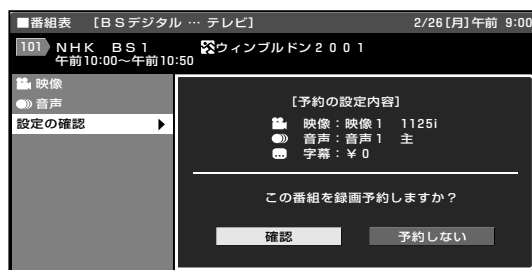 ■番組表 [BSデジタル … テレビ] 2/26[月]午前 9:00
101 NHK BS1 ウィンブルドン2001
午前10:00～午前10:50
映像
音声
設定の確認
[予約の設定内容]
映像：映像1 1125i
音声：音声1 主
字幕：￥0
この番組を録画予約しますか？
確認 予約しない